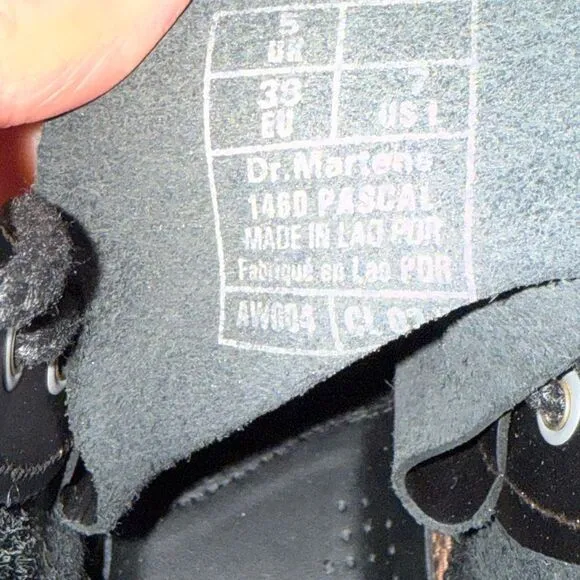 5
UK
38 7
EU US L
Dr. Martens
1460 PASCAL
MADE IN LAO PDR
Fabriqué en Lao PDR
AW004 CL